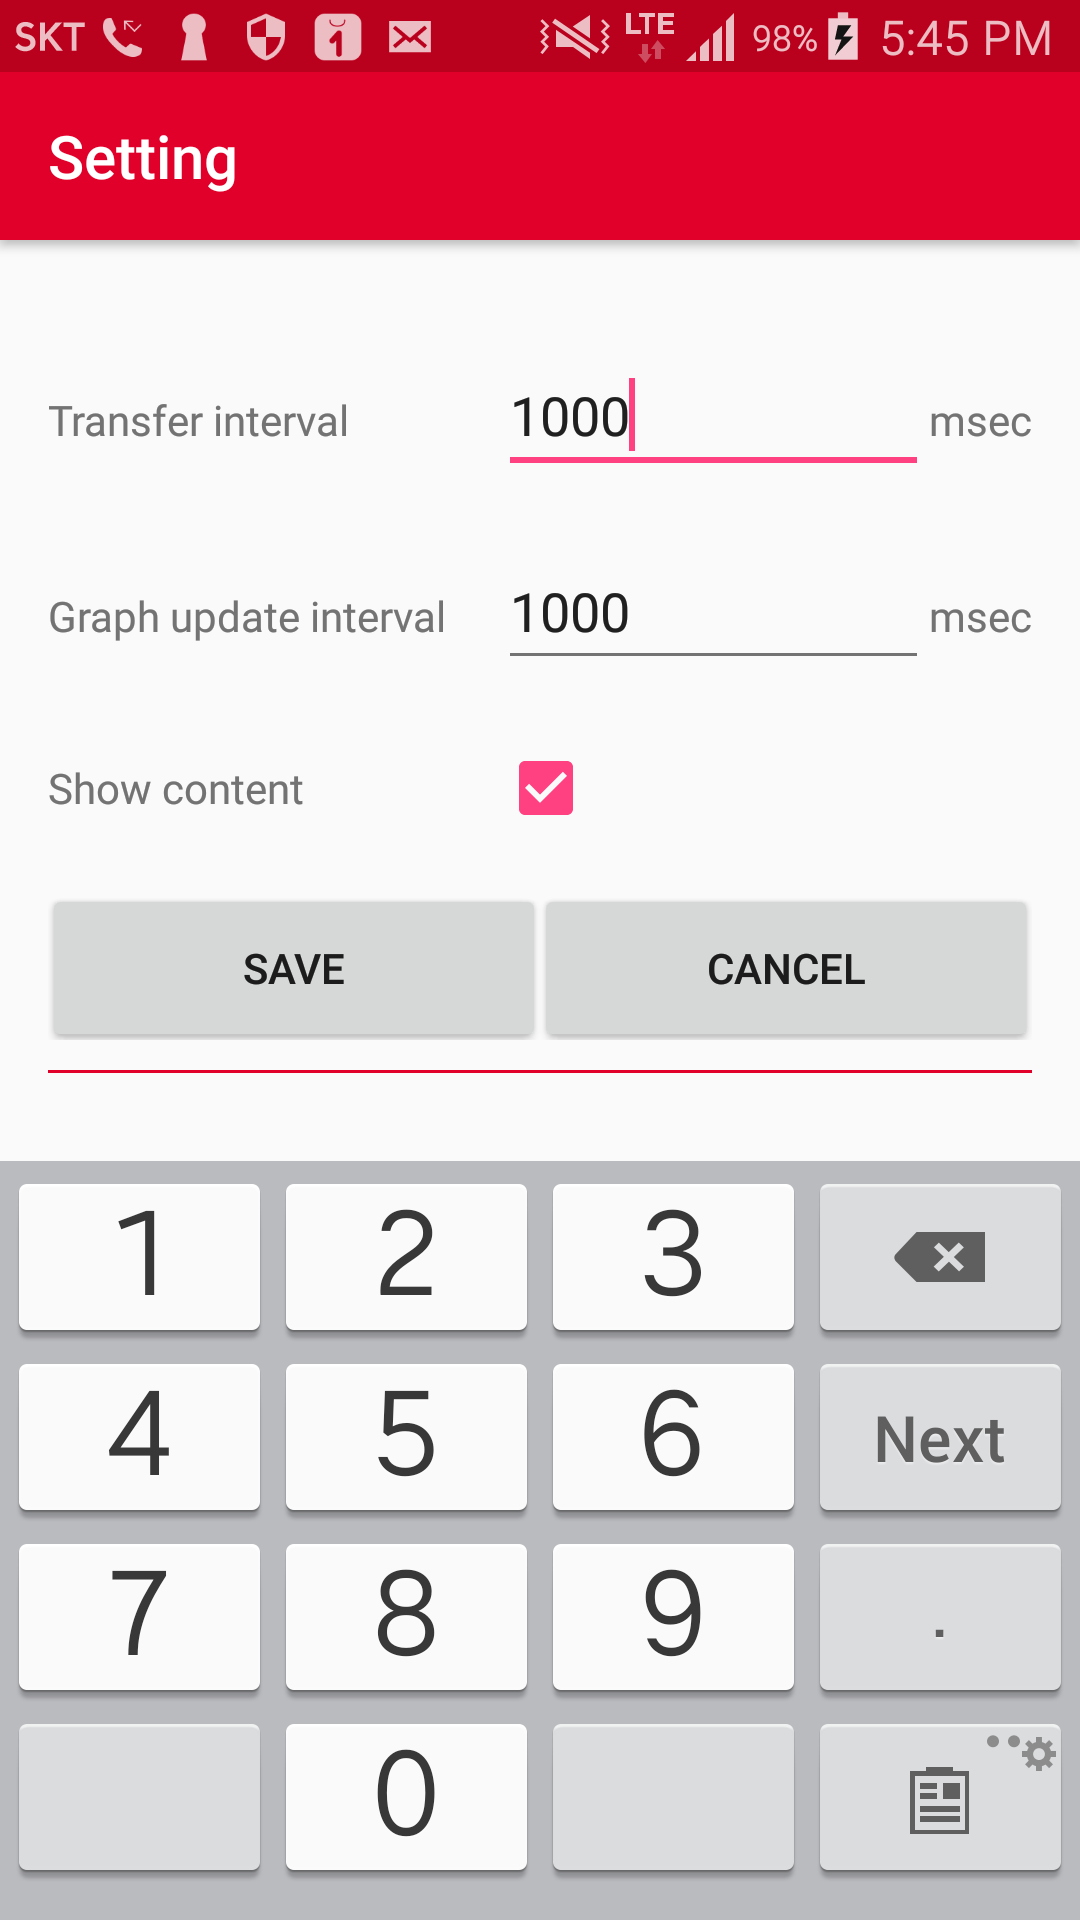 SKT 1 LTE 98% 5:45 PM
Setting
Transfer interval 1000 msec
Graph update interval 1000 msec
Show content
SAVE CANCEL
1 2 3
4 5 6 Next
7 8 9 .
0